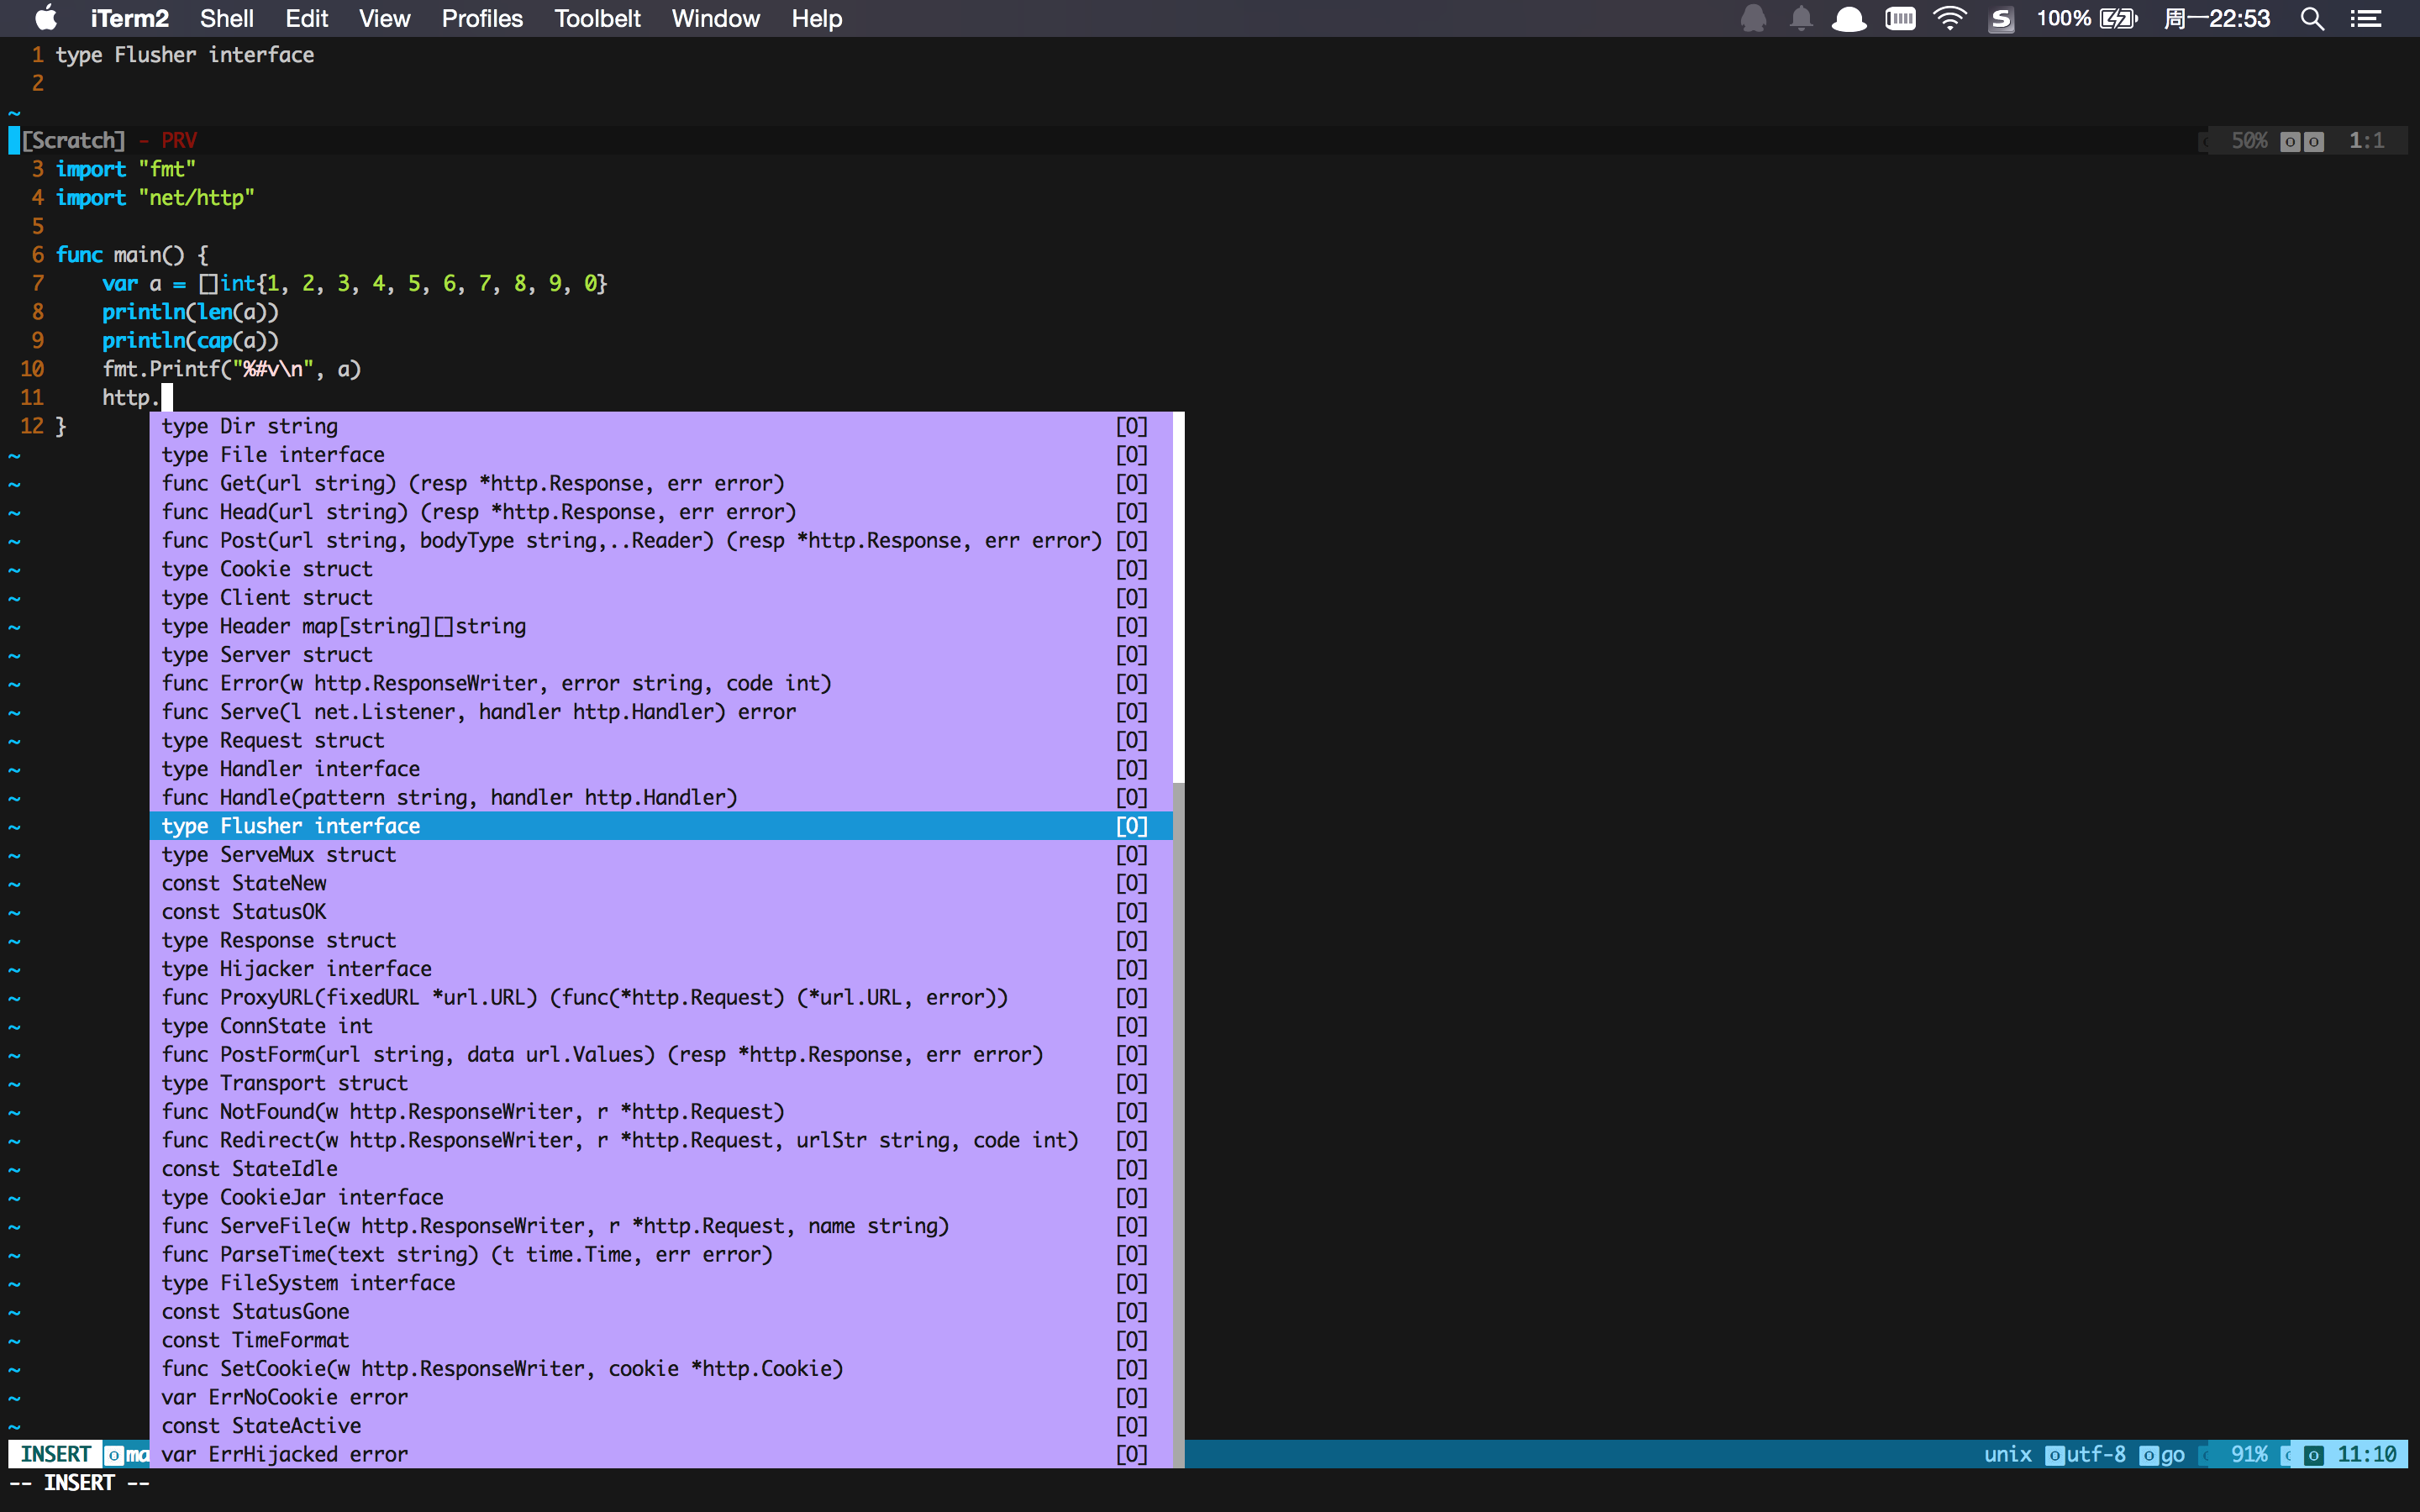 iTerm2 Shell Edit View Profiles Toolbelt Window Help 100% 周一22:53
1 type Flusher interface
2
~
[Scratch] - PRV 50% 1:1
3 import "fmt"
4 import "net/http"
5
6 func main() {
7 var a = []int{1, 2, 3, 4, 5, 6, 7, 8, 9, 0}
8 println(len(a))
9 println(cap(a))
10 fmt.Printf("%#v\n", a)
11 http.
12 }
type Dir string [O]
~ type File interface [O]
~ func Get(url string) (resp *http.Response, err error) [O]
~ func Head(url string) (resp *http.Response, err error) [O]
~ func Post(url string, bodyType string,..Reader) (resp *http.Response, err error) [O]
~ type Cookie struct [O]
~ type Client struct [O]
~ type Header map[string][]string [O]
~ type Server struct [O]
~ func Error(w http.ResponseWriter, error string, code int) [O]
~ func Serve(l net.Listener, handler http.Handler) error [O]
~ type Request struct [O]
~ type Handler interface [O]
~ func Handle(pattern string, handler http.Handler) [O]
~ type Flusher interface [O]
~ type ServeMux struct [O]
~ const StateNew [O]
~ const StatusOK [O]
~ type Response struct [O]
~ type Hijacker interface [O]
~ func ProxyURL(fixedURL *url.URL) (func(*http.Request) (*url.URL, error)) [O]
~ type ConnState int [O]
~ func PostForm(url string, data url.Values) (resp *http.Response, err error) [O]
~ type Transport struct [O]
~ func NotFound(w http.ResponseWriter, r *http.Request) [O]
~ func Redirect(w http.ResponseWriter, r *http.Request, urlStr string, code int) [O]
~ const StateIdle [O]
~ type CookieJar interface [O]
~ func ServeFile(w http.ResponseWriter, r *http.Request, name string) [O]
~ func ParseTime(text string) (t time.Time, err error) [O]
~ type FileSystem interface [O]
~ const StatusGone [O]
~ const TimeFormat [O]
~ func SetCookie(w http.ResponseWriter, cookie *http.Cookie) [O]
~ var ErrNoCookie error [O]
~ const StateActive [O]
INSERT ma var ErrHijacked error [O] unix utf-8 go 91% 11:10
-- INSERT --